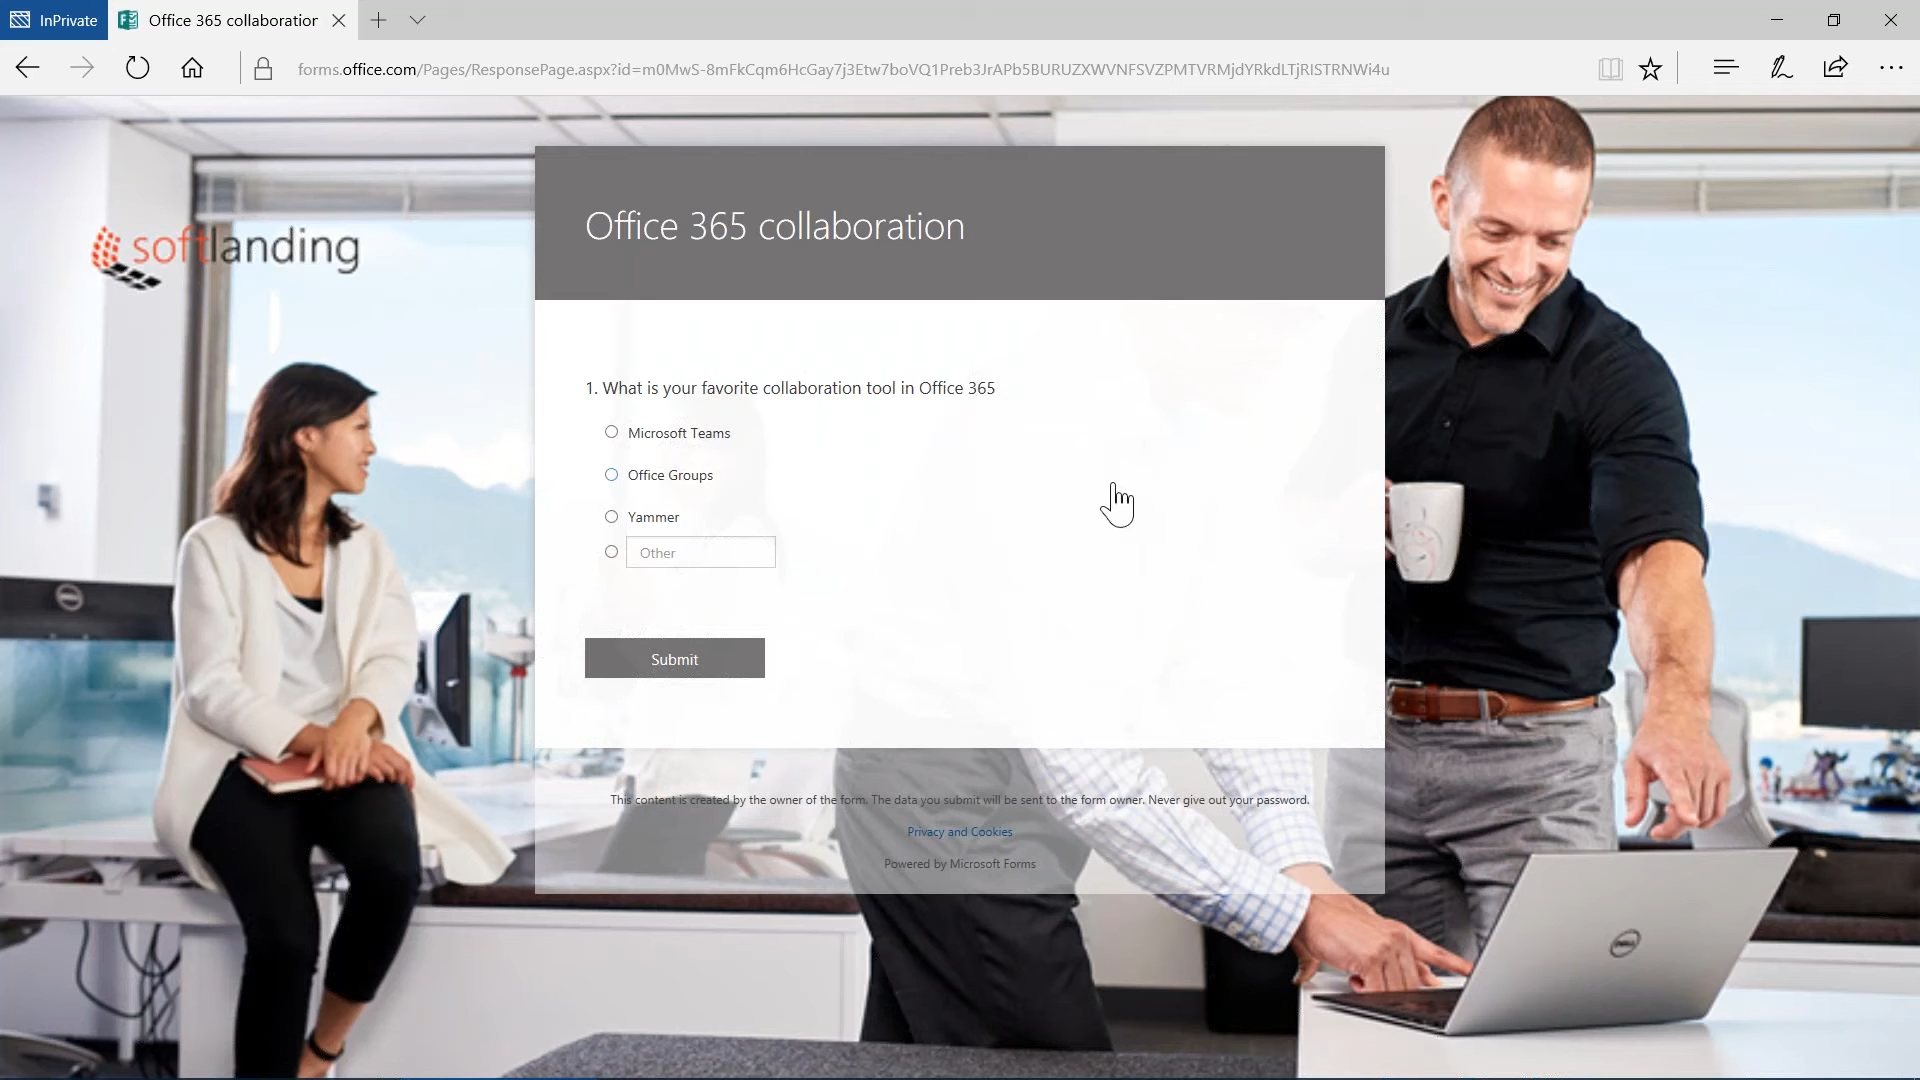 InPrivate
Office 365 collaboration
forms.office.com/Pages/ResponsePage.aspx?id=m0MwS-8mFkCqm6HcGay7j3Etw7boVQ1Preb3JrAPb5BURUZXWVNFSVZPMTVRMjdYRkdLTjRISTRNWi4u
softlanding
Office 365 collaboration
1. What is your favorite collaboration tool in Office 365
Microsoft Teams
Office Groups
Yammer
Other
Submit
This content is created by the owner of the form. The data you submit will be sent to the form owner. Never give out your password.
Privacy and Cookies
Powered by Microsoft Forms
DELL